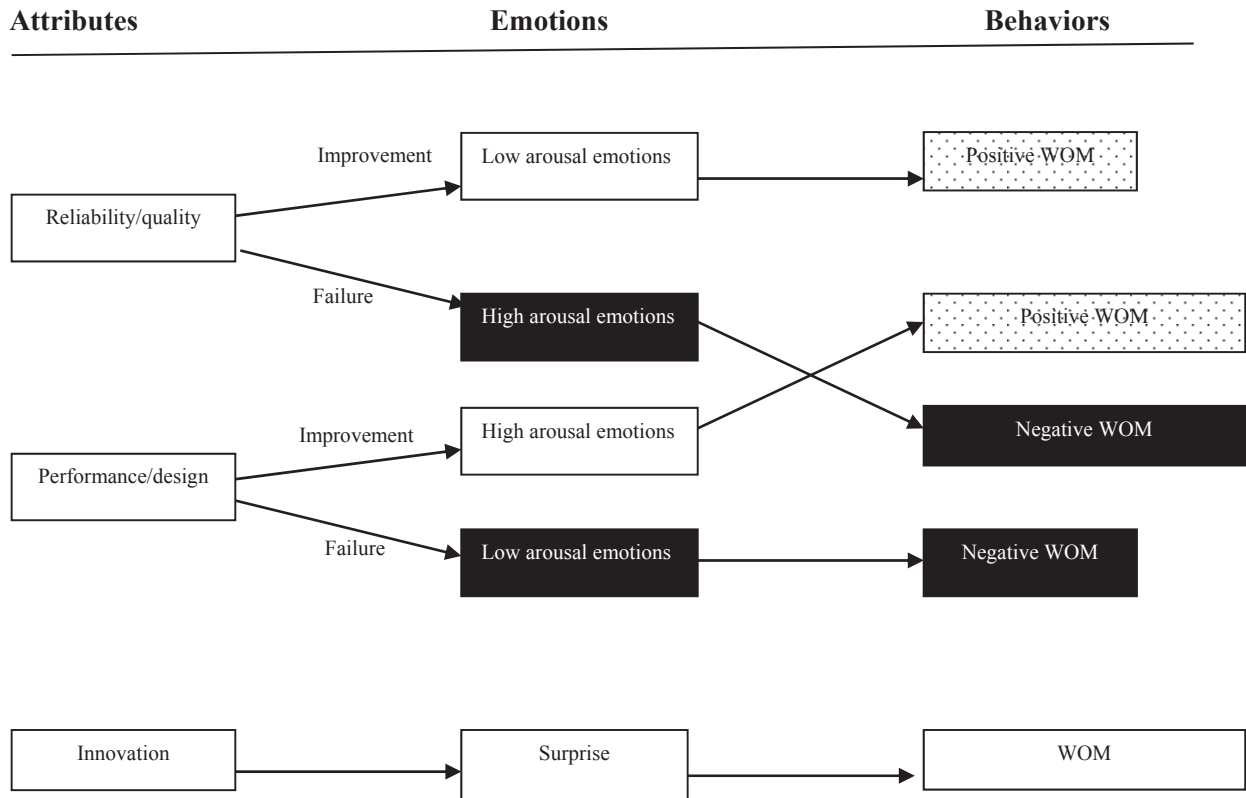 Attributes Emotions Behaviors
Improvement
Low arousal emotions
Positive WOM
Reliability/quality
Failure
High arousal emotions
Positive WOM
Improvement
High arousal emotions
Negative WOM
Performance/design
Failure
Low arousal emotions
Negative WOM
Innovation
Surprise
WOM